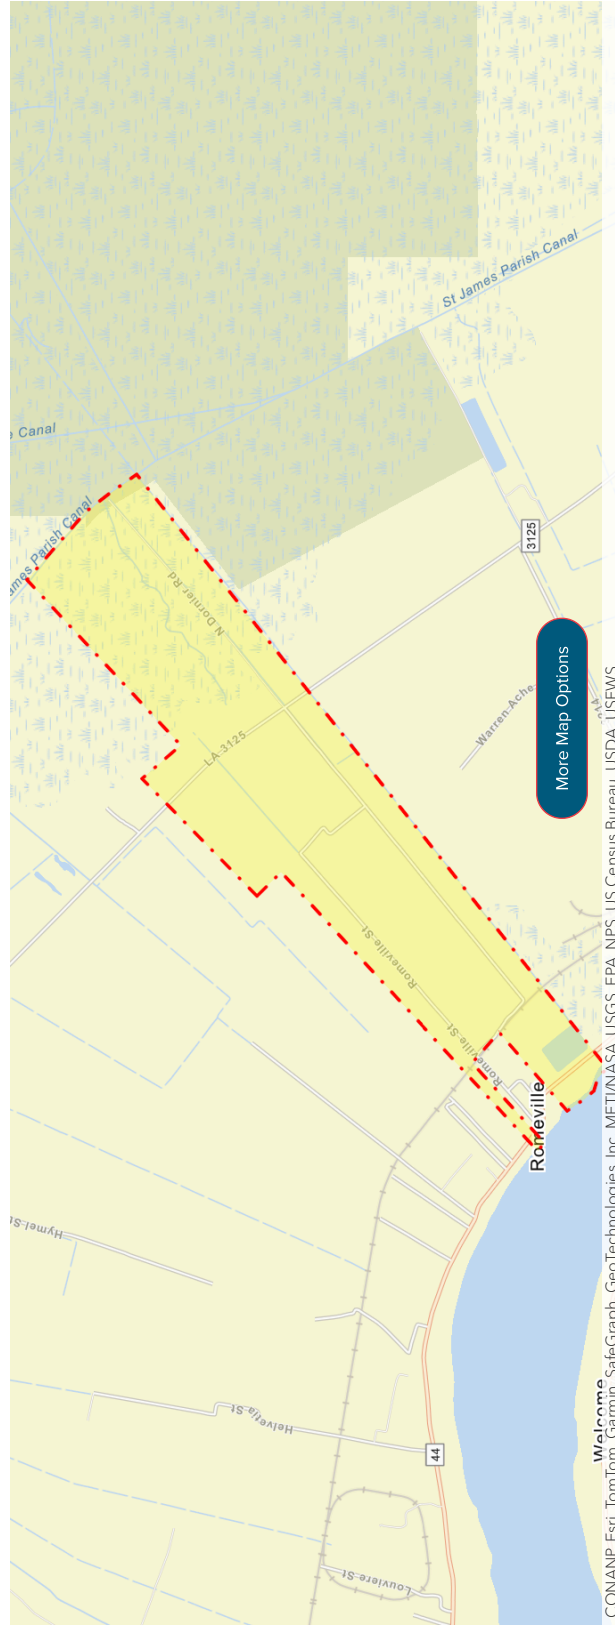 St James Parish Canal
e Canal
ames Parish Canal
N Dornier Rd
3125
LA-3125
Warren-Ache
3214
More Map Options
Romeville-St
Romeville-St
Romeville-St
Romeville
Hymel-St
Helvetia St
44
Welcome
Louviere-St
CONANP, Esri, TomTom, Garmin, SafeGraph, GeoTechnologies, Inc, METI/NASA, USGS, EPA, NPS, US Census Bureau, USDA, USFWS